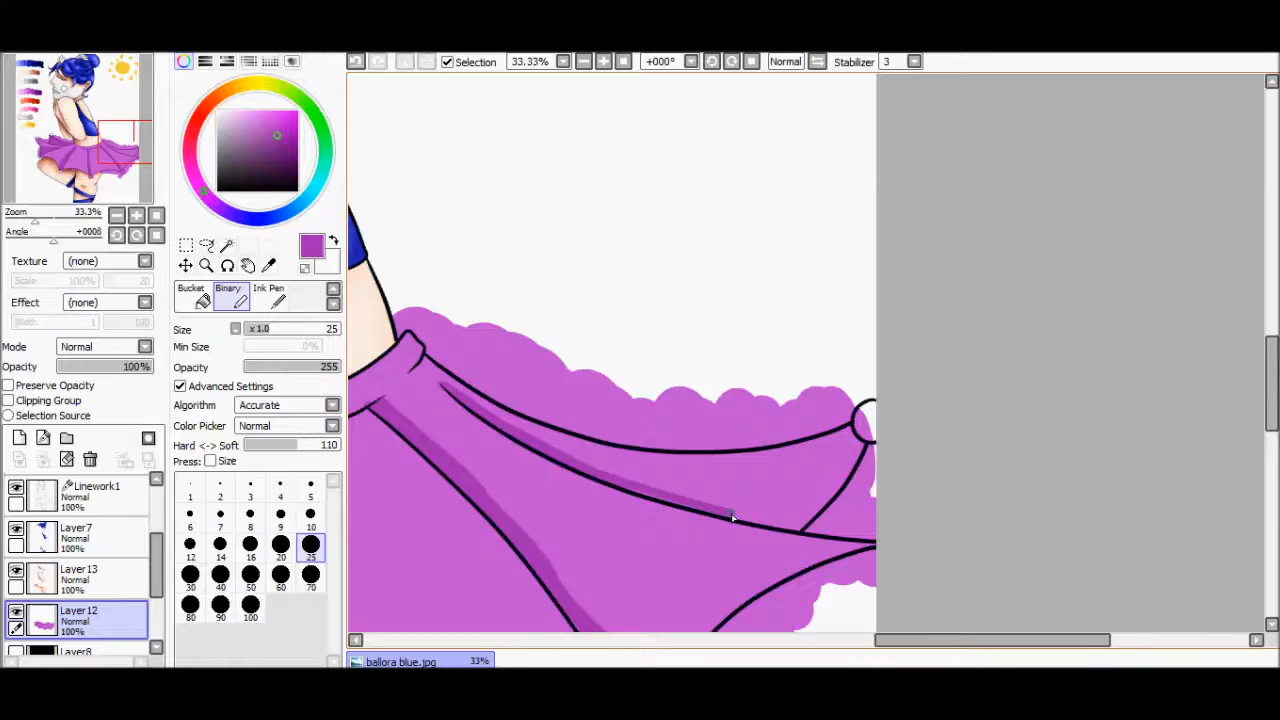 Selection 33.33% +000° Normal Stabilizer 3
Zoom 33.3%
Angle +0008
Texture (none)
Scale 100% 20
Effect (none)
Width 1 100
Mode Normal
Opacity 100%
Preserve Opacity
Clipping Group
Selection Source
Linework1
Normal
100%
Layer7
Normal
100%
Layer13
Normal
100%
Layer12
Normal
100%
Layer8
Bucket Binary Ink Pen
Size x 1.0 25
Min Size 0%
Opacity 255
Advanced Settings
Algorithm Accurate
Color Picker Normal
Hard <-> Soft 110
Press: Size
1 2 3 4 5
6 7 8 9 10
12 14 16 20 25
30 40 50 60 70
80 90 100
ballora blue.jpg 33%